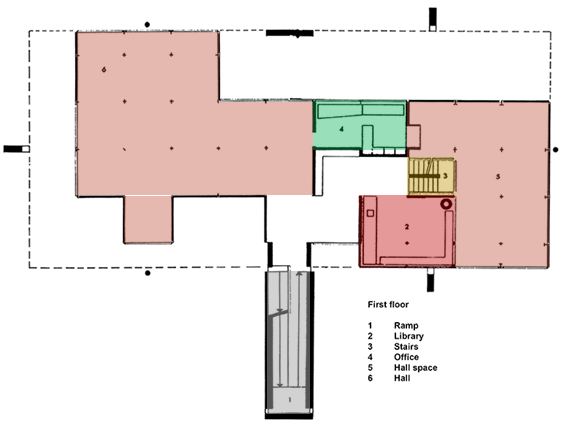 6
4
3
5
2
1
First floor
1 Ramp
2 Library
3 Stairs
4 Office
5 Hall space
6 Hall